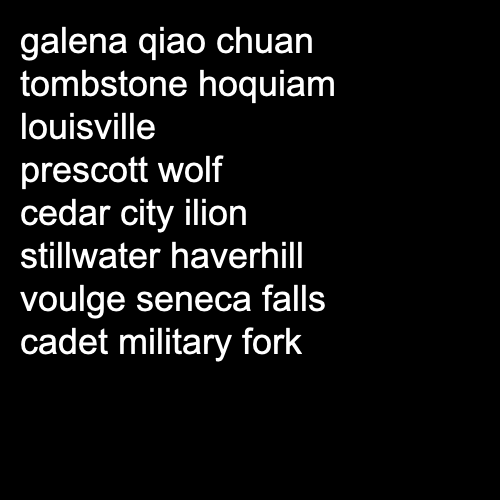 galena qiao chuan
tombstone hoquiam
louisville
prescott wolf
cedar city ilion
stillwater haverhill
voulge seneca falls
cadet military fork